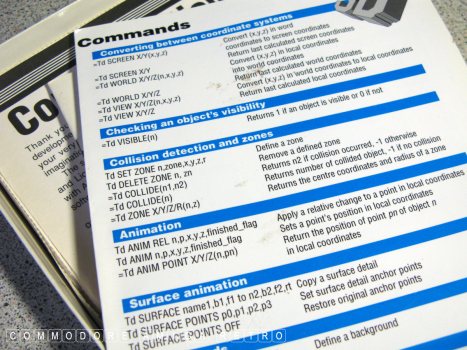 3D
Commands
Converting between coordinate systems
=Td SCREEN X/Y(x,y,z) Convert (x,y,z) in word
coordinates to screen coordinates
=Td SCREEN X/Y Return last calculated screen coordinates
=Td WORLD X/Y/Z(n,x,y,z) Convert (x,y,z) in local coordinates
into world coordinates
=Td WORLD X/Y/Z Return last calculated world coordinates
=Td VIEW X/Y/Z(n,x,y,z) Convert (x,y,z) in world coordinates to local coordinates
=Td VIEW X/Y/Z Return last calculated local coordinates
Checking an object's visibility
=Td VISIBLE(n) Returns 1 if an object is visible or 0 if not
Collision detection and zones
Td SET ZONE n,zone,x,y,z,r Define a zone
Td DELETE ZONE n, zn Remove a defined zone
=Td COLLIDE(n1,n2) Returns n2 if collision occurred, -1 otherwise
=Td COLLIDE(n) Returns number of collided object, -1 if no collision
=Td ZONE X/Y/Z/R(n,z) Returns the centre coordinates and radius of a zone
Animation
Td ANIM REL n,p,x,y,z,finished_flag Apply a relative change to a point in local coordinates
Td ANIM n,p,x,y,z,finished_flag Sets a point's position in local coordinates
=Td ANIM POINT X/Y/Z(n,pn) Return the position of point pn of object n
in local coordinates
Surface animation
Td SURFACE name1,b1,f1 to n2,b2,f2,rt Copy a surface detail
Td SURFACE POINTS p0,p1,p2,p3 Set surface detail anchor points
Td SURFACE POINTS OFF Restore original anchor points
Define a background
Co
Thank you
develop
your very
imaginati
and
COMMODORE